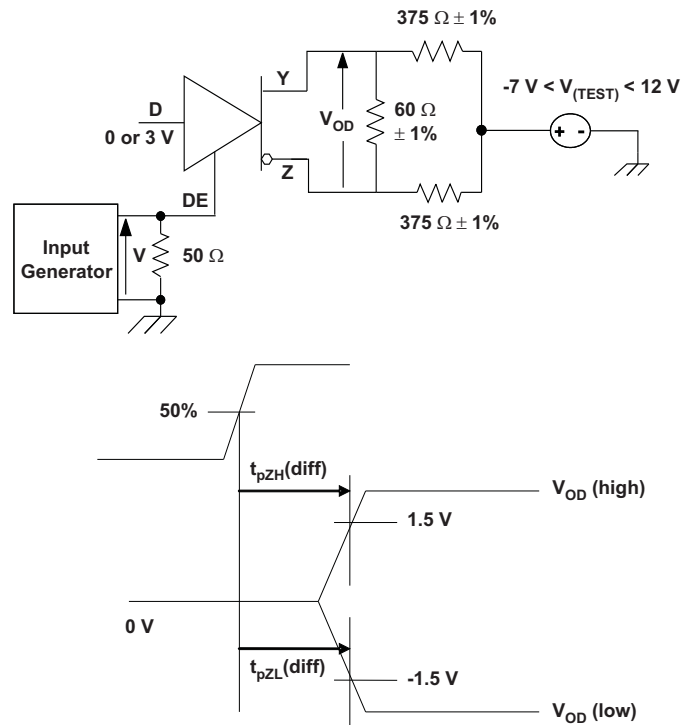 375 Ω ± 1%
Y
-7 V < V(TEST) < 12 V
D
0 or 3 V
VOD
60 Ω
± 1%
+ -
Z
DE
375 Ω ± 1%
Input
Generator
V
50 Ω
50%
tpZH(diff)
VOD (high)
1.5 V
0 V
tpZL(diff)
-1.5 V
VOD (low)